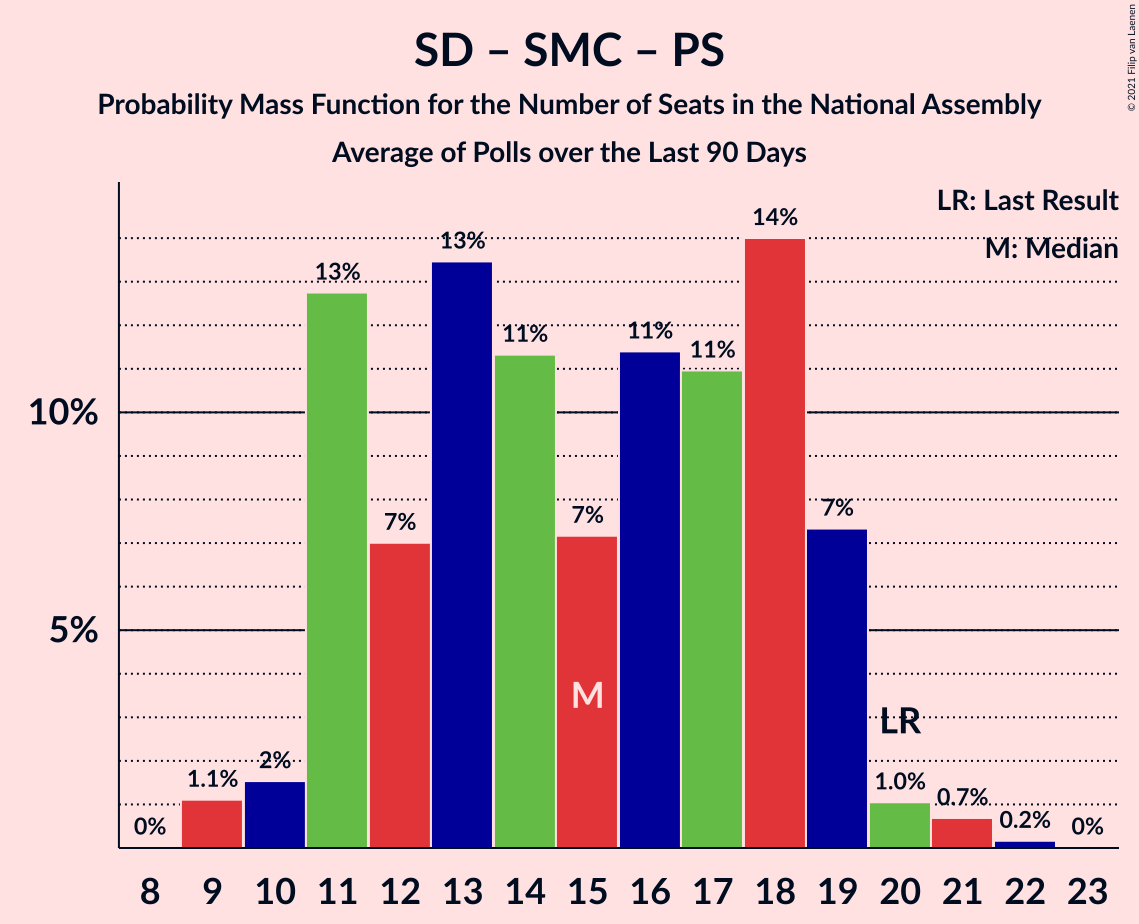 SD – SMC – PS
Probability Mass Function for the Number of Seats in the National Assembly
Average of Polls over the Last 90 Days
© 2021 Filip van Laenen
LR: Last Result
M: Median
10%
5%
0%
1.1%
2%
13%
7%
13%
11%
7%
11%
11%
14%
7%
1.0%
0.7%
0.2%
0%
M
LR
8 9 10 11 12 13 14 15 16 17 18 19 20 21 22 23